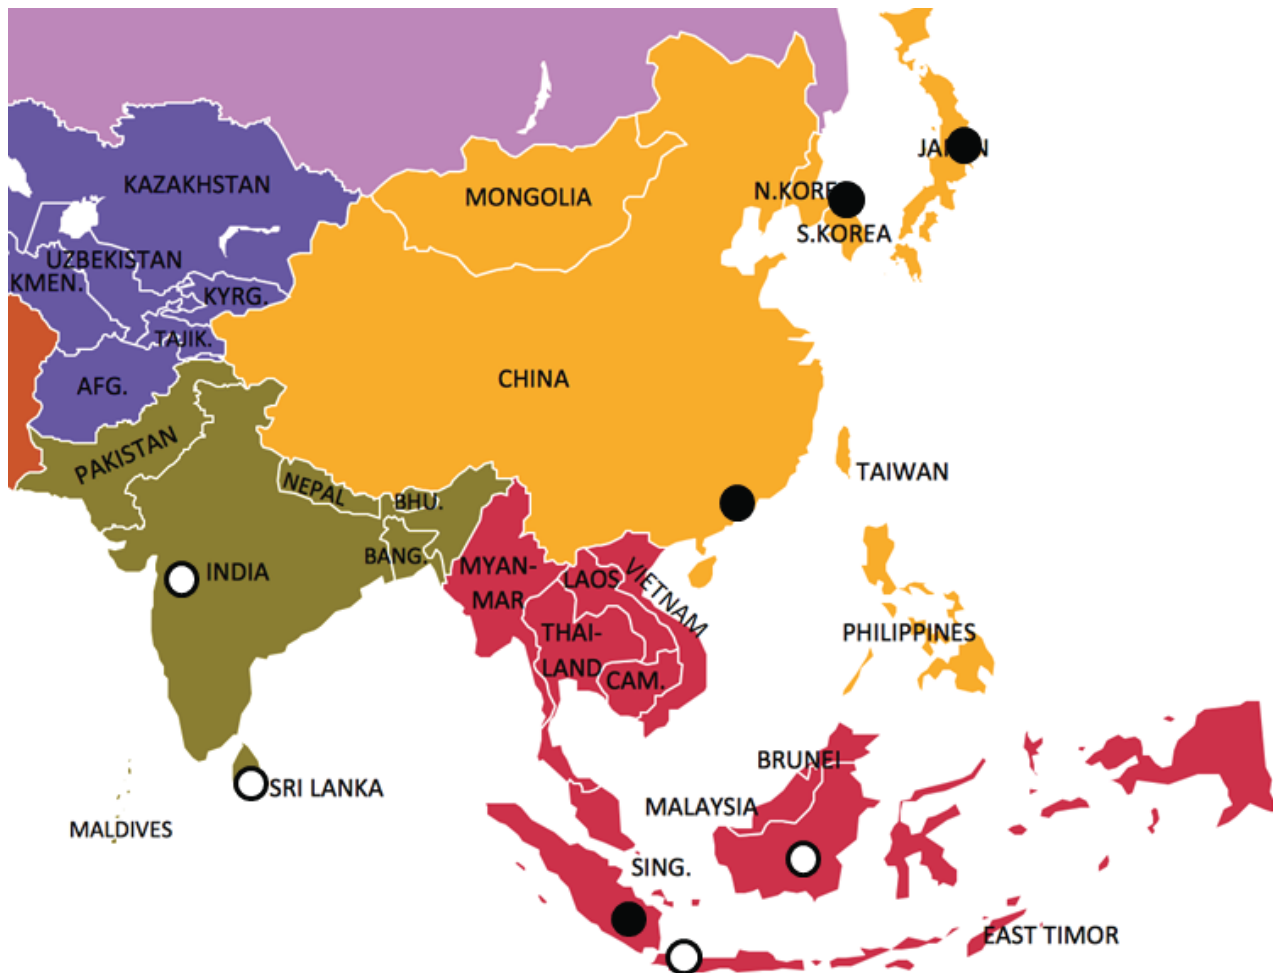 KAZAKHSTAN
MONGOLIA
N.KORE
S.KOREA
UZBEKISTAN
KMEN.
KYRG.
TAJIK.
AFG.
CHINA
PAKISTAN
NEPAL
BHU.
BANG.
TAIWAN
INDIA
MYAN-
MAR
LAOS
VIETNAM
THAI-
LAND
CAM.
PHILIPPINES
BRUNEI
SRI LANKA
MALAYSIA
MALDIVES
SING.
EAST TIMOR